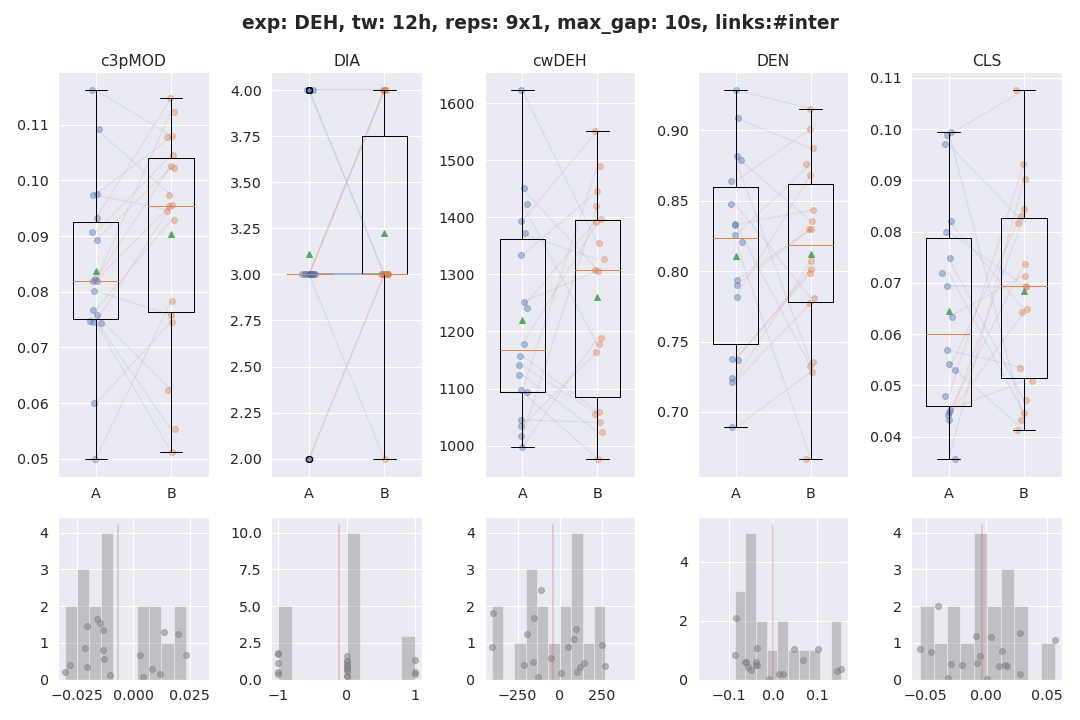 exp: DEH, tw: 12h, reps: 9x1, max_gap: 10s, links:#inter
c3pMOD DIA cwDEH DEN CLS
0.11 0.10 0.09 0.08 0.07 0.06 0.05
A B
4.00 3.75 3.50 3.25 3.00 2.75 2.50 2.25 2.00
A B
1600 1500 1400 1300 1200 1100 1000
A B
0.90 0.85 0.80 0.75 0.70
A B
0.11 0.10 0.09 0.08 0.07 0.06 0.05 0.04
A B
4 3 2 1 0
−0.025 0.000 0.025
10.0 7.5 5.0 2.5 0.0
−1 0 1
4 3 2 1 0
−250 0 250
4 2 0
−0.1 0.0 0.1
4 3 2 1 0
−0.05 0.00 0.05